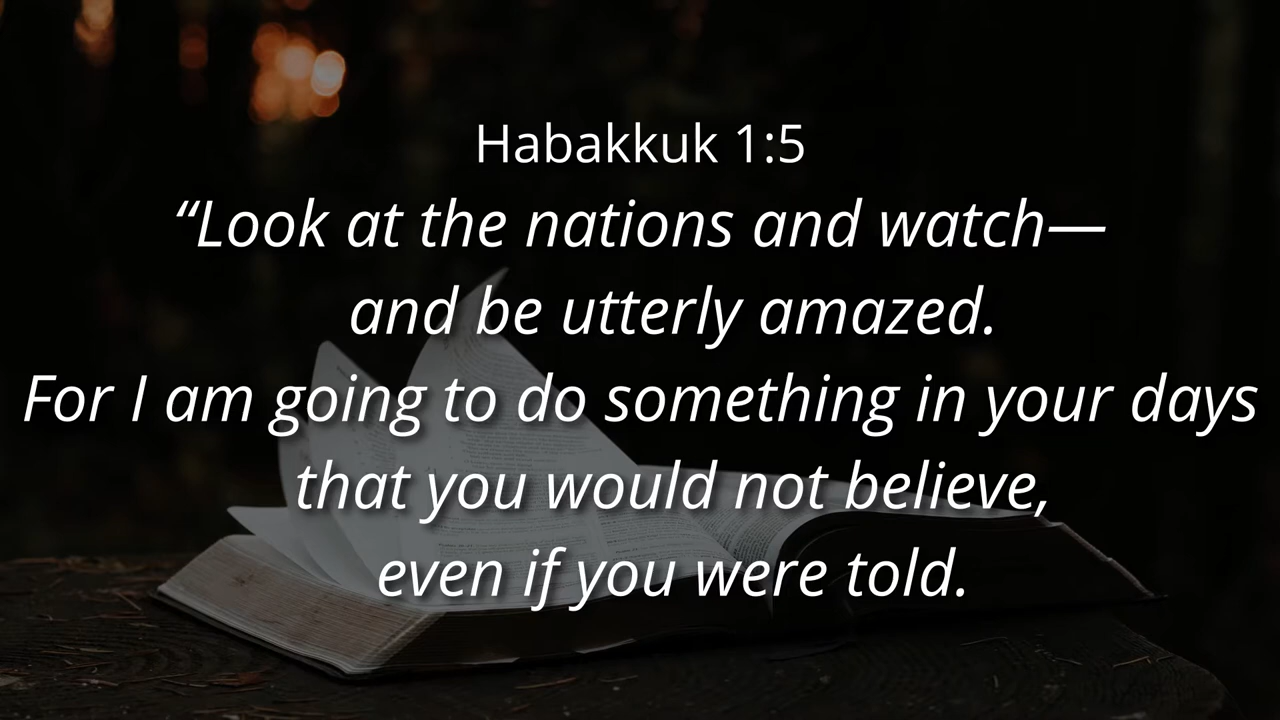 Habakkuk 1:5
“Look at the nations and watch—
and be utterly amazed.
For I am going to do something in your days
that you would not believe,
even if you were told.